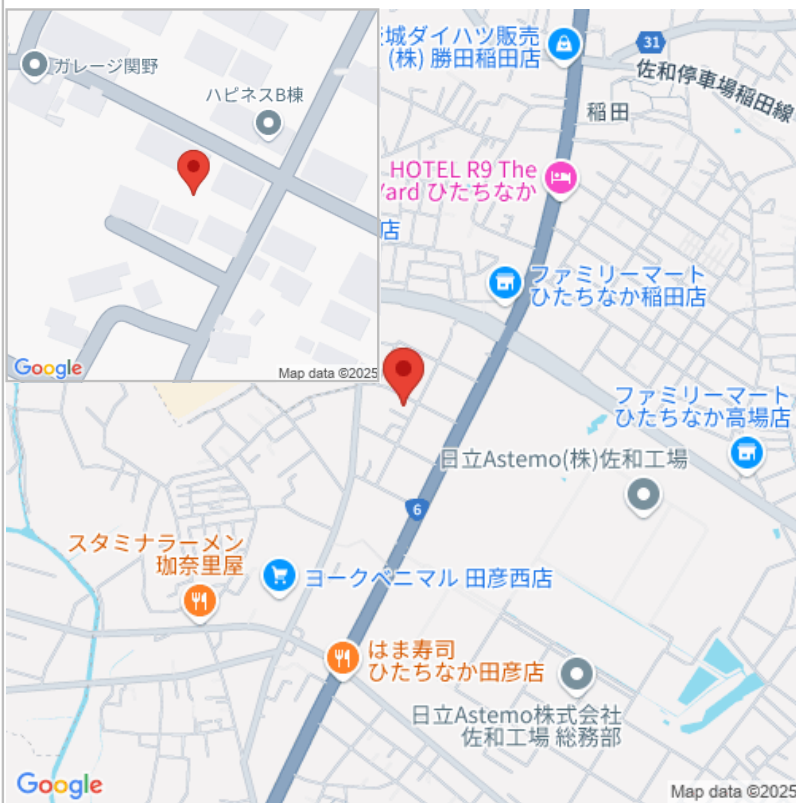 ガレージ関野
ハピネスB棟
Google
Map data ©2025
城ダイハツ販売
(株) 勝田稲田店
31
佐和停車場稲田線
稲田
HOTEL R9 The
Yard ひたちなか
店
ファミリーマート
ひたちなか稲田店
ファミリーマート
ひたちなか高場店
日立Astemo(株)佐和工場
6
スタミナラーメン
珈奈里屋
ヨークベニマル 田彦西店
はま寿司
ひたちなか田彦店
日立Astemo株式会社
佐和工場 総務部
Google
Map data ©2025